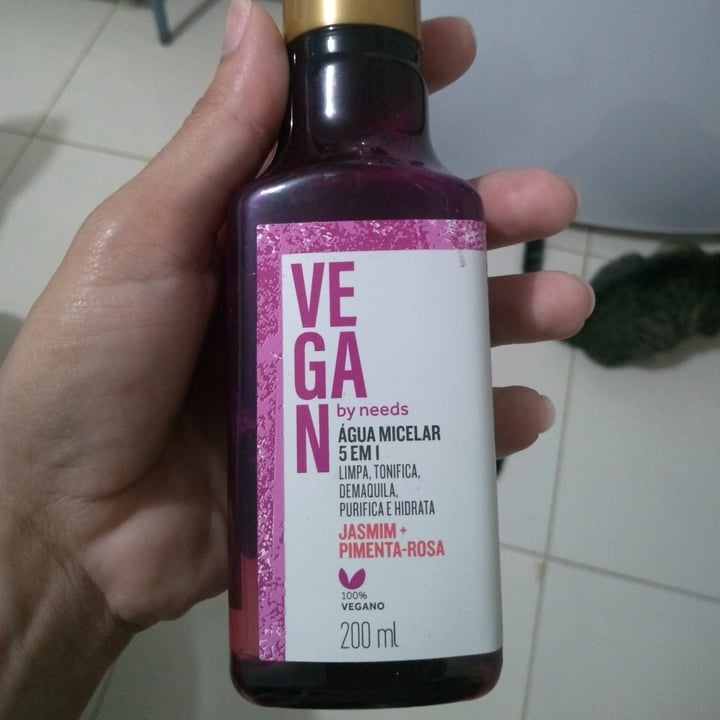 VE
GA
N
by needs
ÁGUA MICELAR
5 EM 1
LIMPA, TONIFICA,
DEMAQUILA,
PURIFICA E HIDRATA
JASMIM +
PIMENTA-ROSA
100%
VEGANO
200 ml